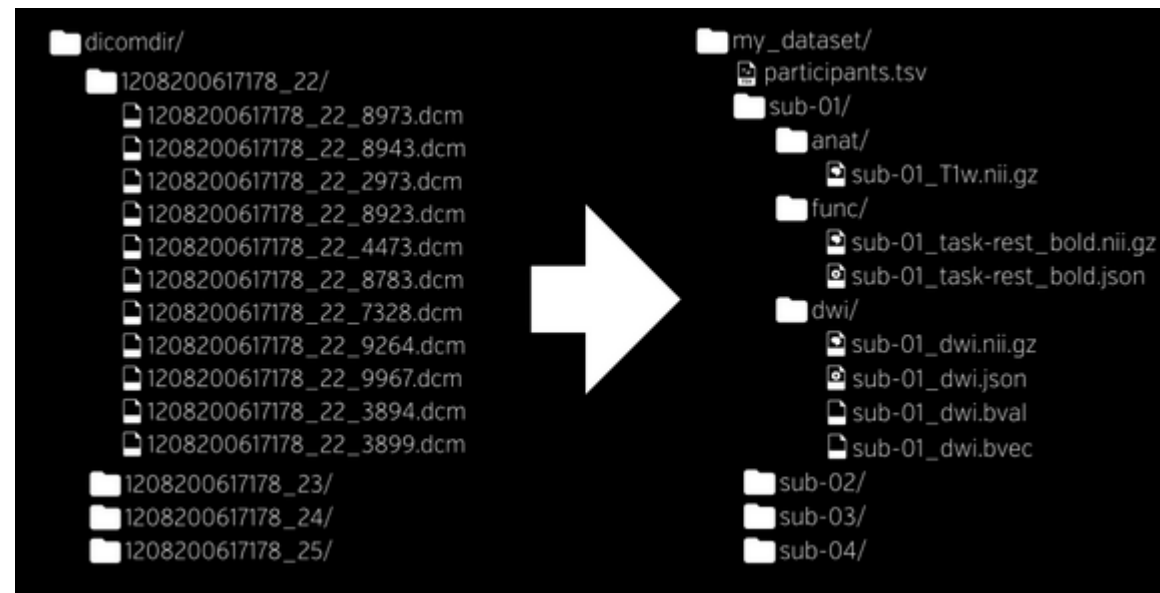 dicomdir/
1208200617178_22/
1208200617178_22_8973.dcm
1208200617178_22_8943.dcm
1208200617178_22_2973.dcm
1208200617178_22_8923.dcm
1208200617178_22_4473.dcm
1208200617178_22_8783.dcm
1208200617178_22_7328.dcm
1208200617178_22_9264.dcm
1208200617178_22_9967.dcm
1208200617178_22_3894.dcm
1208200617178_22_3899.dcm
1208200617178_23/
1208200617178_24/
1208200617178_25/
my_dataset/
participants.tsv
sub-01/
anat/
sub-01_T1w.nii.gz
func/
sub-01_task-rest_bold.nii.gz
sub-01_task-rest_bold.json
dwi/
sub-01_dwi.nii.gz
sub-01_dwi.json
sub-01_dwi.bval
sub-01_dwi.bvec
sub-02/
sub-03/
sub-04/